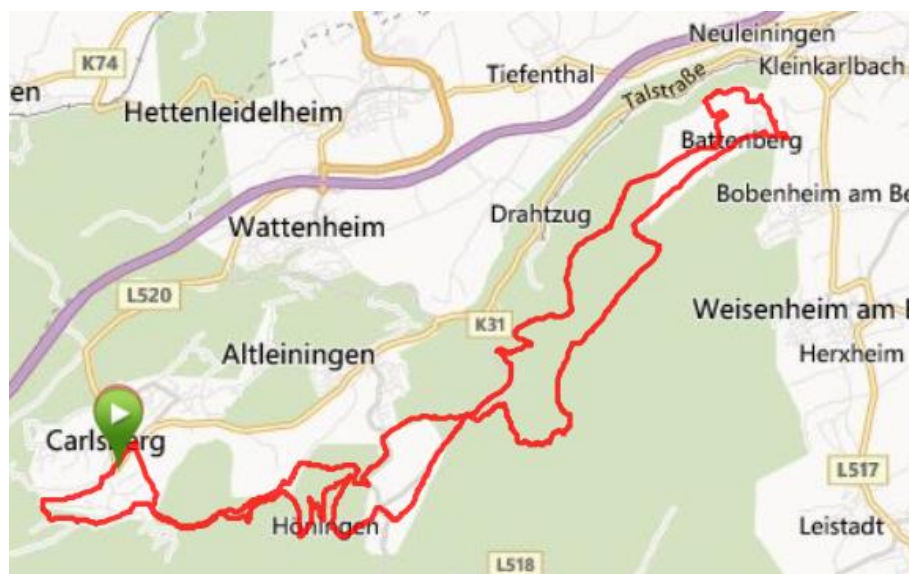 Neuleiningen
K74
Kleinkarlbach
Tiefenthal
en
Talstraße
Hettenleidelheim
Battenberg
Bobenheim am Be
Drahtzug
Wattenheim
L520
Weisenheim am B
K31
Altleiningen
Herxheim
Carlsberg
L517
Höningen
Leistadt
L518